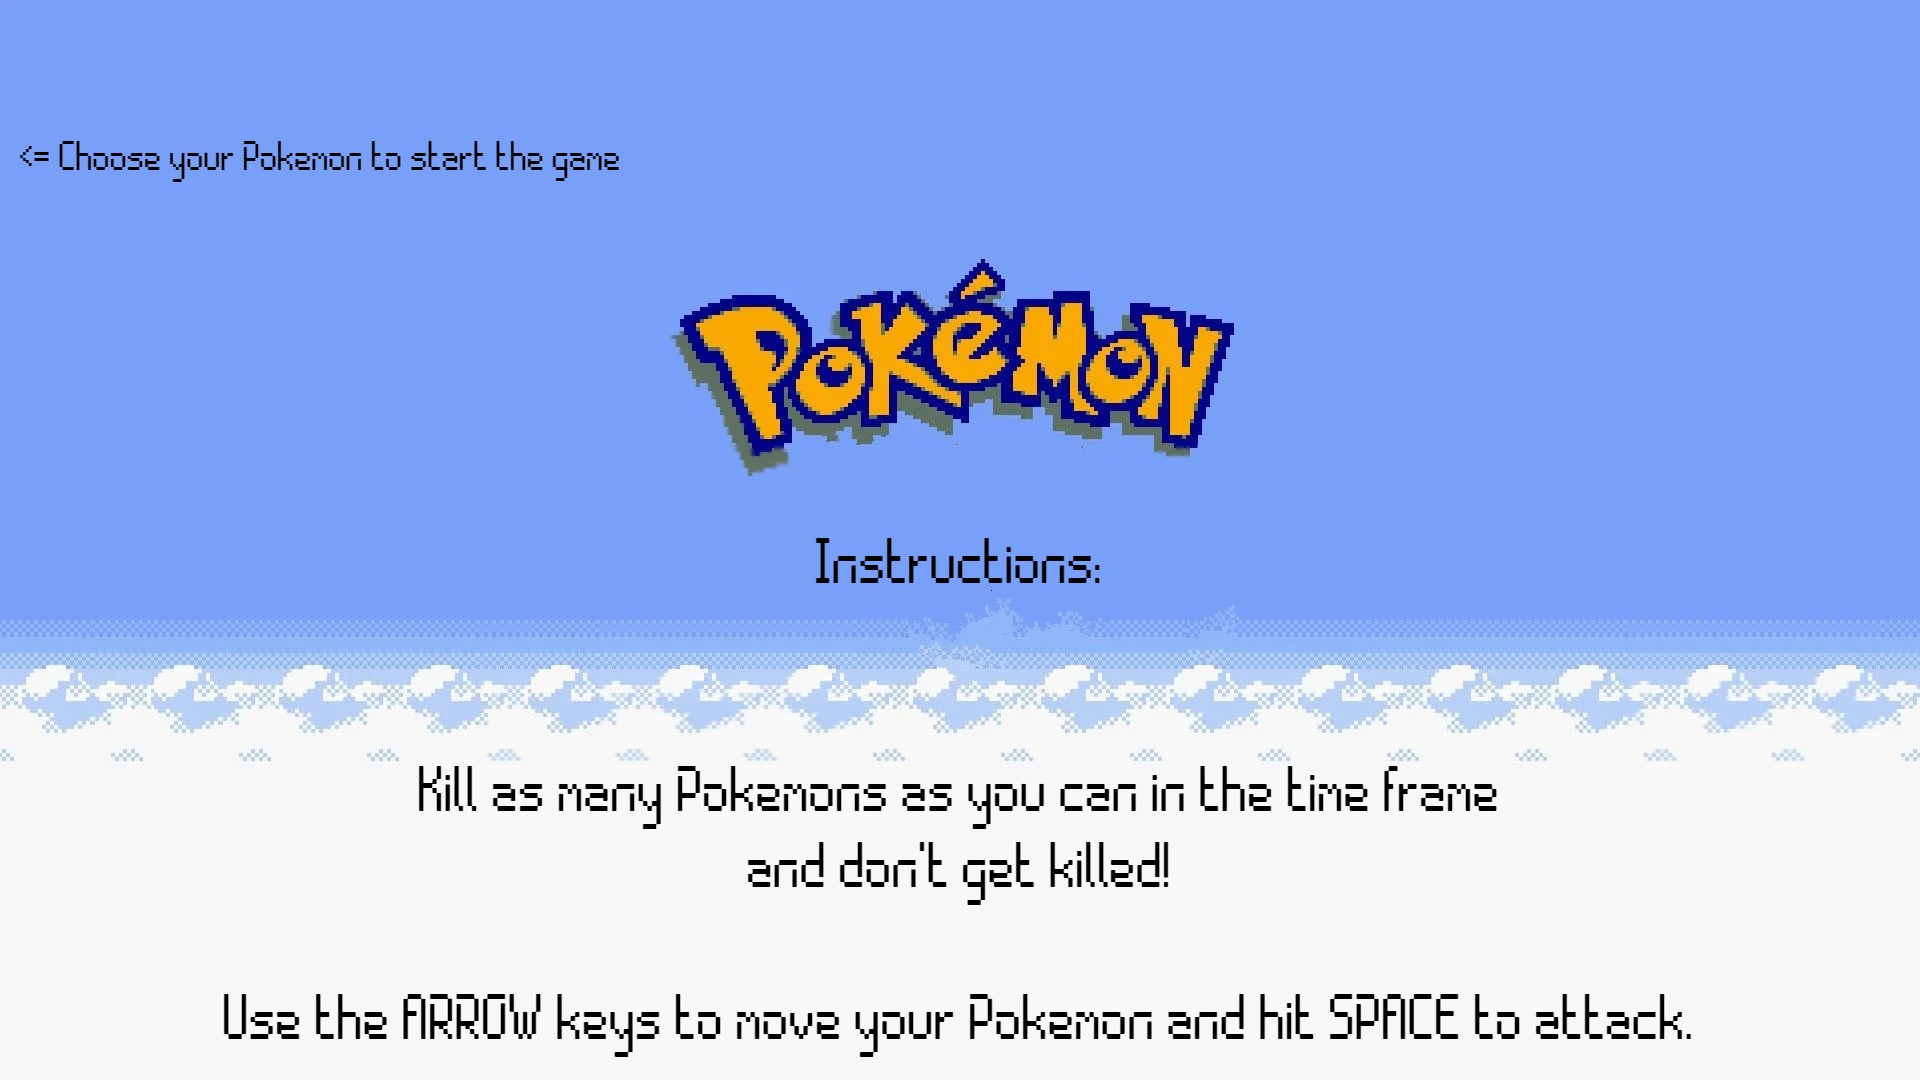 <= Choose your Pokemon to start the game
POKéMON
Instructions:
Kill as many Pokemons as you can in the time frame
and don't get killed!
Use the ARROW keys to move your Pokemon and hit SPACE to attack.